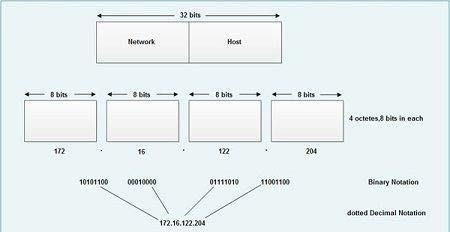 32 bits
Network Host
8 bits 8 bits 8 bits 8 bits
4 octetes,8 bits in each
172 . 16 . 122 . 204
10101100 00010000 01111010 11001100 Binary Notation
dotted Decimal Notation
172.16.122.204